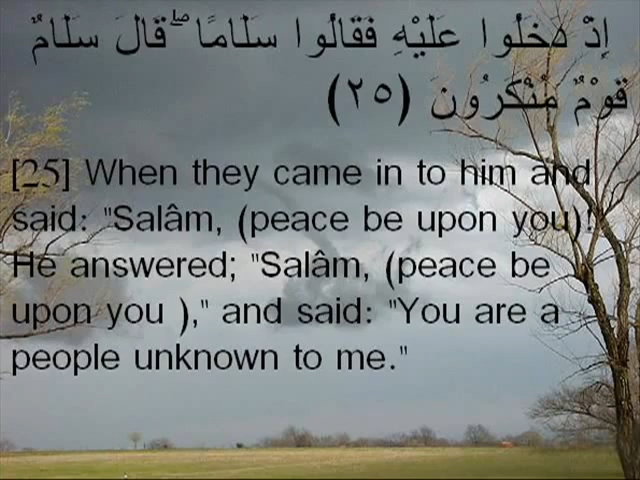 إِذْ دَخَلُوا عَلَيْهِ فَقَالُوا سَلَامًا ۖ قَالَ سَلَامٌ
قَوْمٌ مُنْكَرُونَ (٢٥)
[25] When they came in to him and
said: "Salâm, (peace be upon you)!
He answered; "Salâm, (peace be
upon you )," and said: "You are a
people unknown to me."